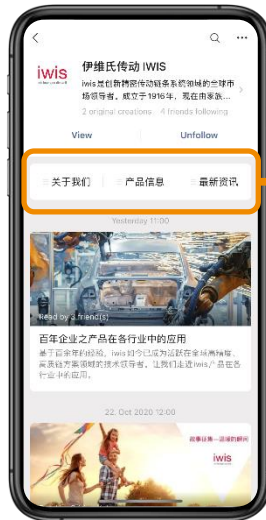 iwis
伊维氏传动 IWIS
iwis是创新精密传动链条系统领域的全球市
场领导者。成立于1916年，现在由家族...
2 original creations 4 friends following
View
Unfollow
关于我们
产品信息
最新资讯
Yesterday 11:00
Read by 3 friend(s)
百年企业之产品在各行业中的应用
基于百余年的经验，iwis如今已成为活跃在全球高精度、
高质链方案领域的技术领导者。让我们走进iwis产品在各
行业中的应用。
22. Oct 2020 12:00
iwis